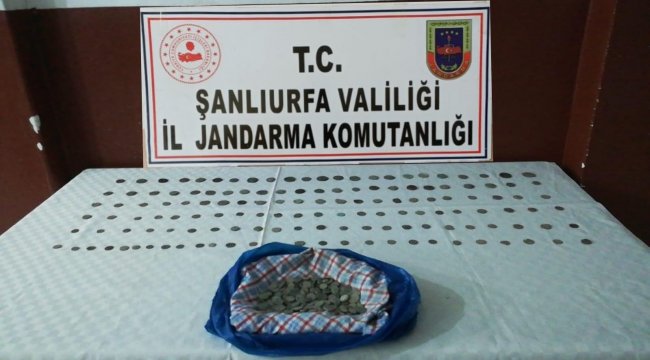 T.C.
ŞANLIURFA VALİLİĞİ
İL JANDARMA KOMUTANLIĞI